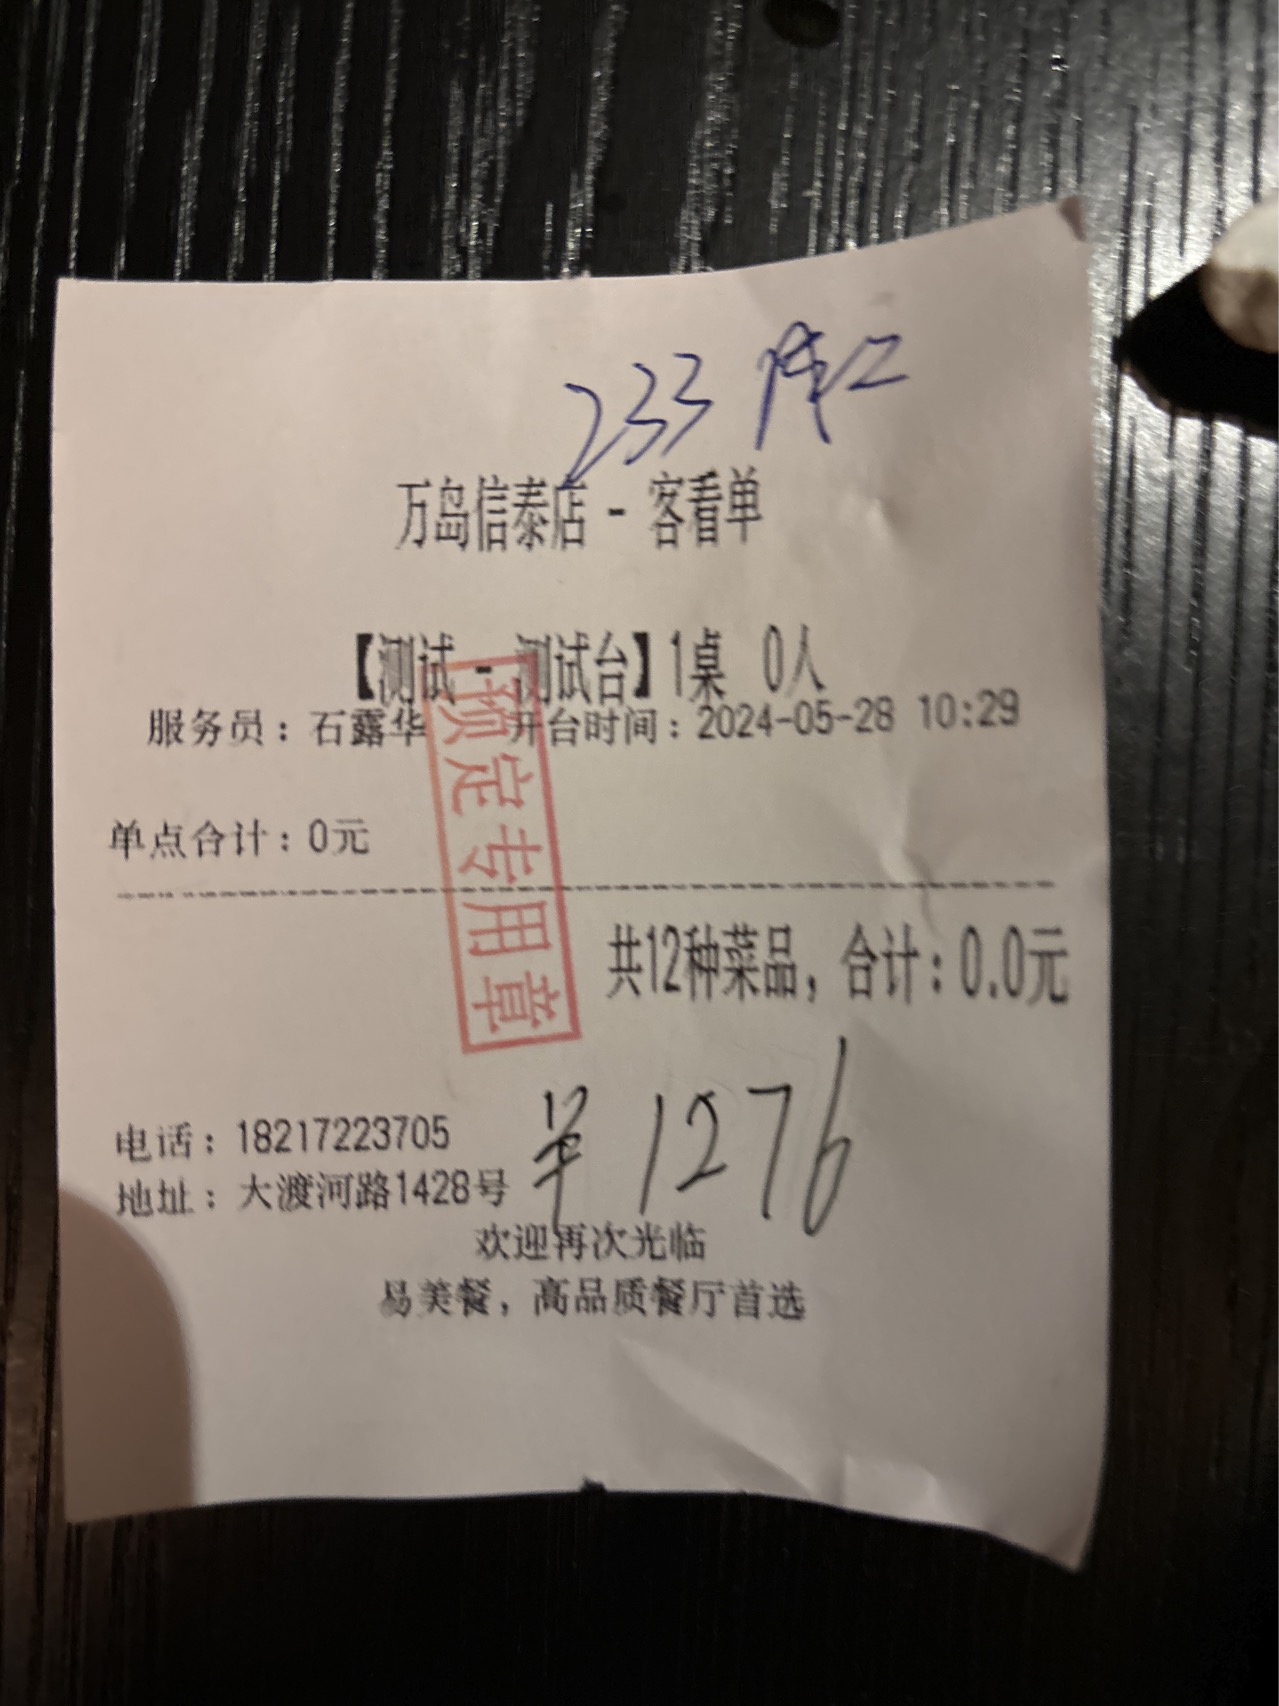 233
万岛信泰店 - 客看单
【测试 - 测试台】1桌 0人
服务员：石露华 开台时间：2024-05-28 10:29
预定专用章
单点合计：0元
共12种菜品，合计：0.0元
¥ 1276
电话：18217223705
地址：大渡河路1428号
欢迎再次光临
易美餐，高品质餐厅首选